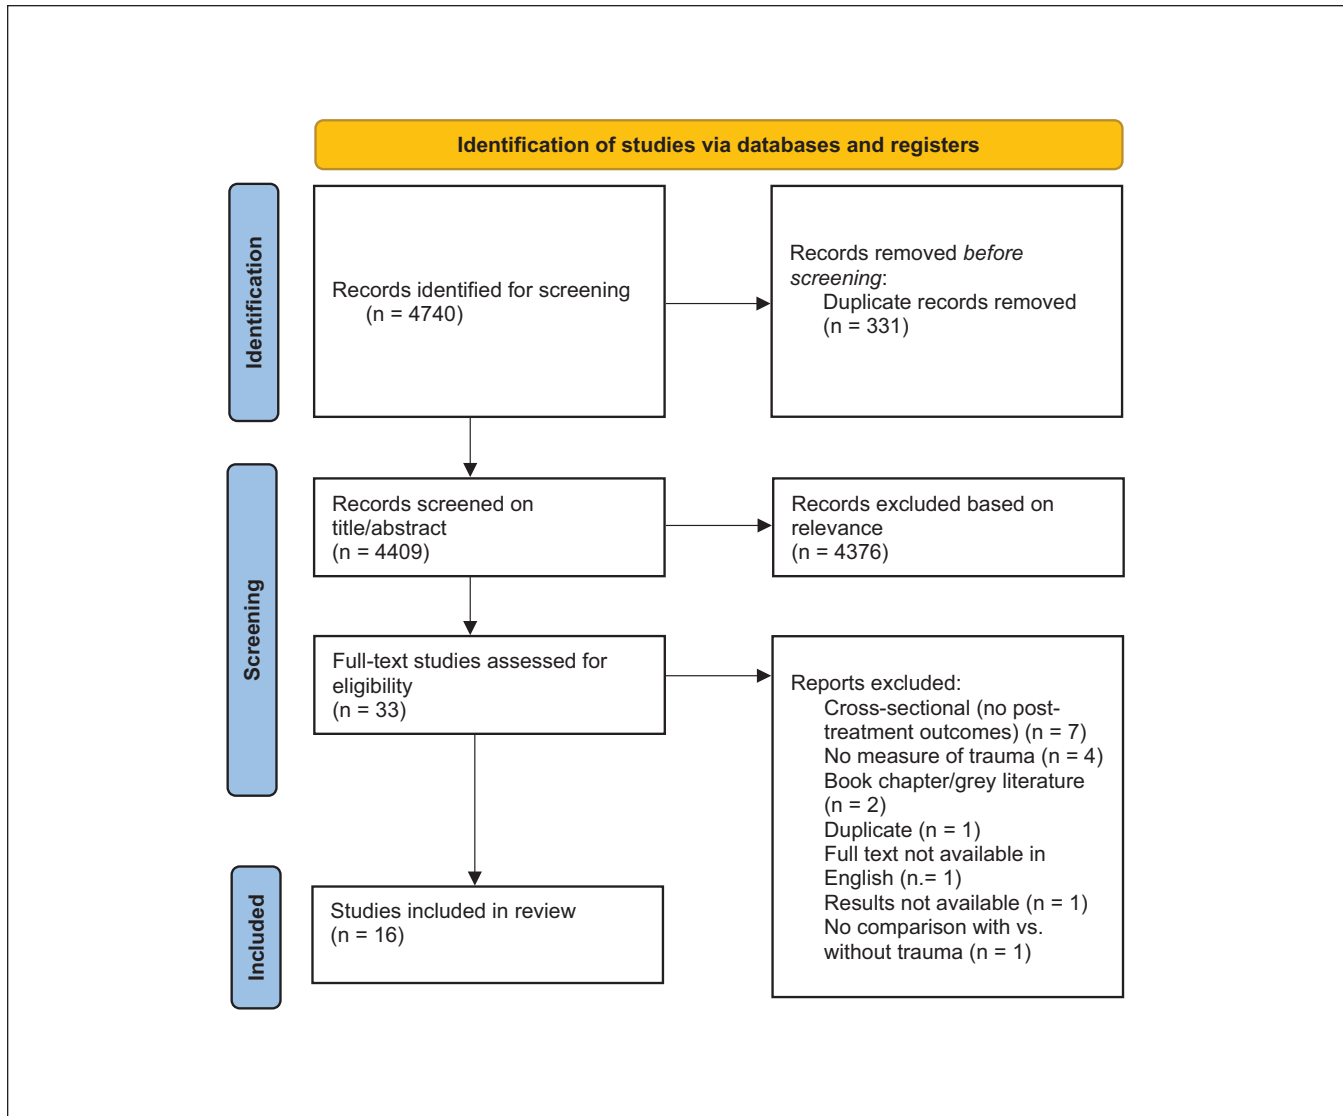 Identification of studies via databases and registers
Identification
Records identified for screening
(n = 4740)
Records removed before
screening:
Duplicate records removed
(n = 331)
Screening
Records screened on
title/abstract
(n = 4409)
Records excluded based on
relevance
(n = 4376)
Full-text studies assessed for
eligibility
(n = 33)
Reports excluded:
Cross-sectional (no post-
treatment outcomes) (n = 7)
No measure of trauma (n = 4)
Book chapter/grey literature
(n = 2)
Duplicate (n = 1)
Full text not available in
English (n.= 1)
Results not available (n = 1)
No comparison with vs.
without trauma (n = 1)
Included
Studies included in review
(n = 16)